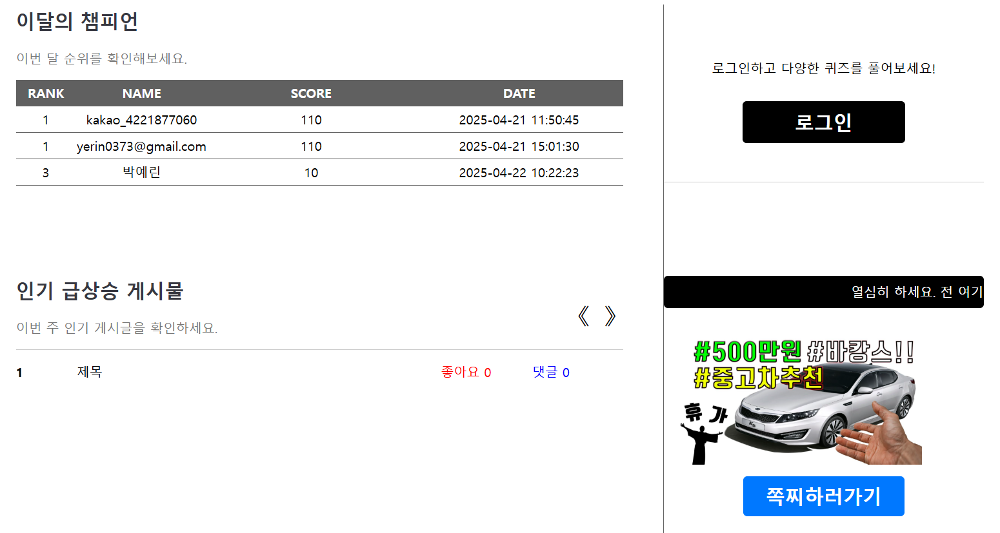 이달의 챔피언
이번 달 순위를 확인해보세요.
RANK NAME SCORE DATE
1 kakao_4221877060 110 2025-04-21 11:50:45
1 yerin0373@gmail.com 110 2025-04-21 15:01:30
3 박예린 10 2025-04-22 10:22:23
인기 급상승 게시물
이번 주 인기 게시글을 확인하세요.
《 》
1 제목 좋아요 0 댓글 0
로그인하고 다양한 퀴즈를 풀어보세요!
로그인
열심히 하세요. 전 여기
#500만원 #바캉스!!
#중고차추천
휴 가
K5
쪽찌하러가기